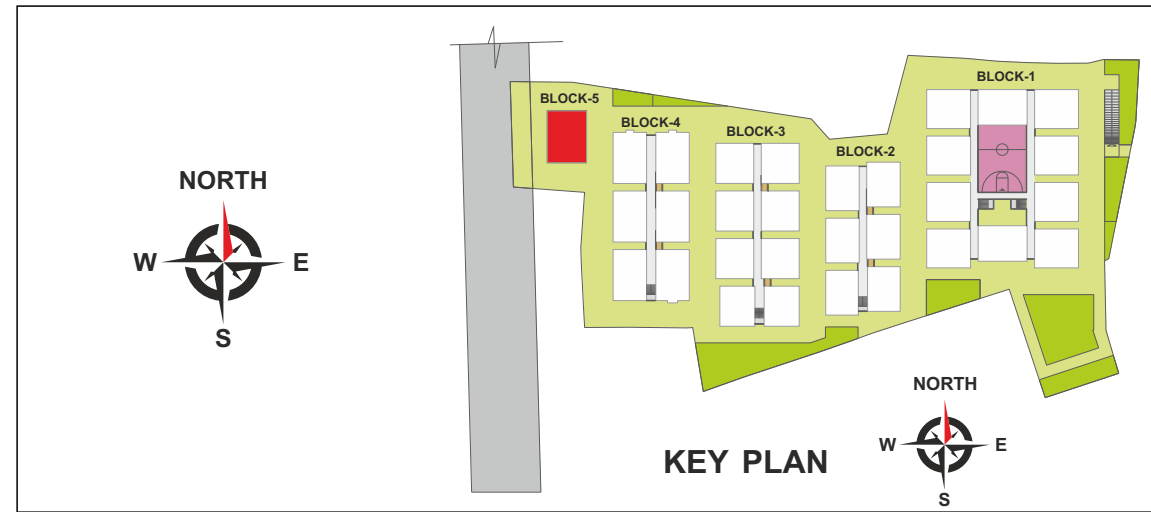 NORTH
W E
S
BLOCK-5
BLOCK-4
BLOCK-3
BLOCK-2
BLOCK-1
KEY PLAN
NORTH
W E
S